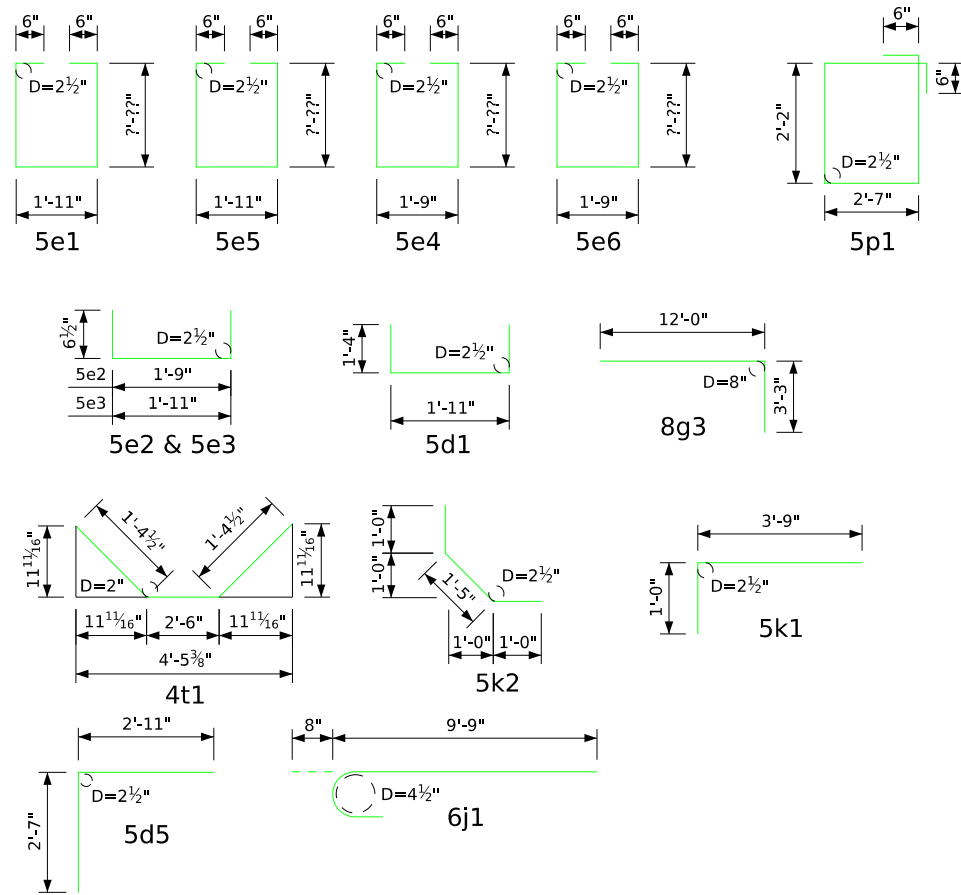 6" 6" 6" 6" 6" 6" 6" 6" 6"
D=2½" D=2½" D=2½" D=2½" 6"
?'-??" ?'-??" ?'-??" ?'-??" 2'-2"
D=2½"
1'-11" 1'-11" 1'-9" 1'-9" 2'-7"
5e1 5e5 5e4 5e6 5p1
6½" D=2½" 1'-4" D=2½" 12'-0"
5e2 1'-9" D=8" 3'-3"
5e3 1'-11" 1'-11"
5e2 & 5e3 5d1 8g3
1'-4½" 1'-4½" 1'-0" 3'-9"
11 11/16" D=2" 11 11/16" 1'-0" 1'-5" D=2½" 1'-0" D=2½"
11 11/16" 2'-6" 11 11/16" 1'-0" 1'-0" 5k1
4'-5⅜" 5k2
4t1
2'-11" 8" 9'-9"
D=2½" D=4½"
2'-7" 5d5 6j1